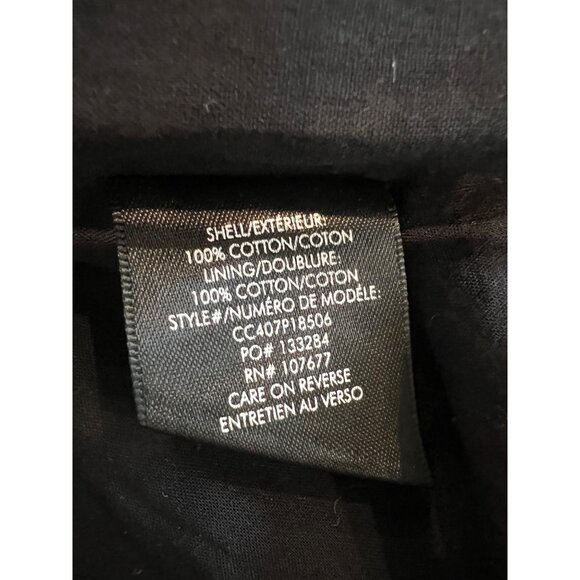 SHELL/EXTÉRIEUR:
100% COTTON/COTON
LINING/DOUBLURE:
100% COTTON/COTON
STYLE#/NUMÉRO DE MODÈLE:
CC407P18506
PO# 133284
RN# 107677
CARE ON REVERSE
ENTRETIEN AU VERSO